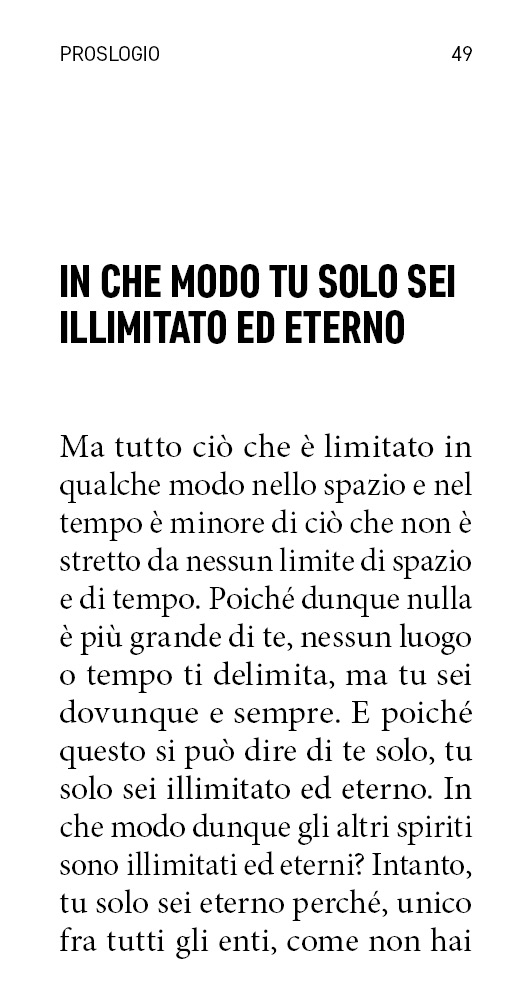 PROSLOGIO 49
IN CHE MODO TU SOLO SEI
ILLIMITATO ED ETERNO
Ma tutto ciò che è limitato in
qualche modo nello spazio e nel
tempo è minore di ciò che non è
stretto da nessun limite di spazio
e di tempo. Poiché dunque nulla
è più grande di te, nessun luogo
o tempo ti delimita, ma tu sei
dovunque e sempre. E poiché
questo si può dire di te solo, tu
solo sei illimitato ed eterno. In
che modo dunque gli altri spiriti
sono illimitati ed eterni? Intanto,
tu solo sei eterno perché, unico
fra tutti gli enti, come non hai